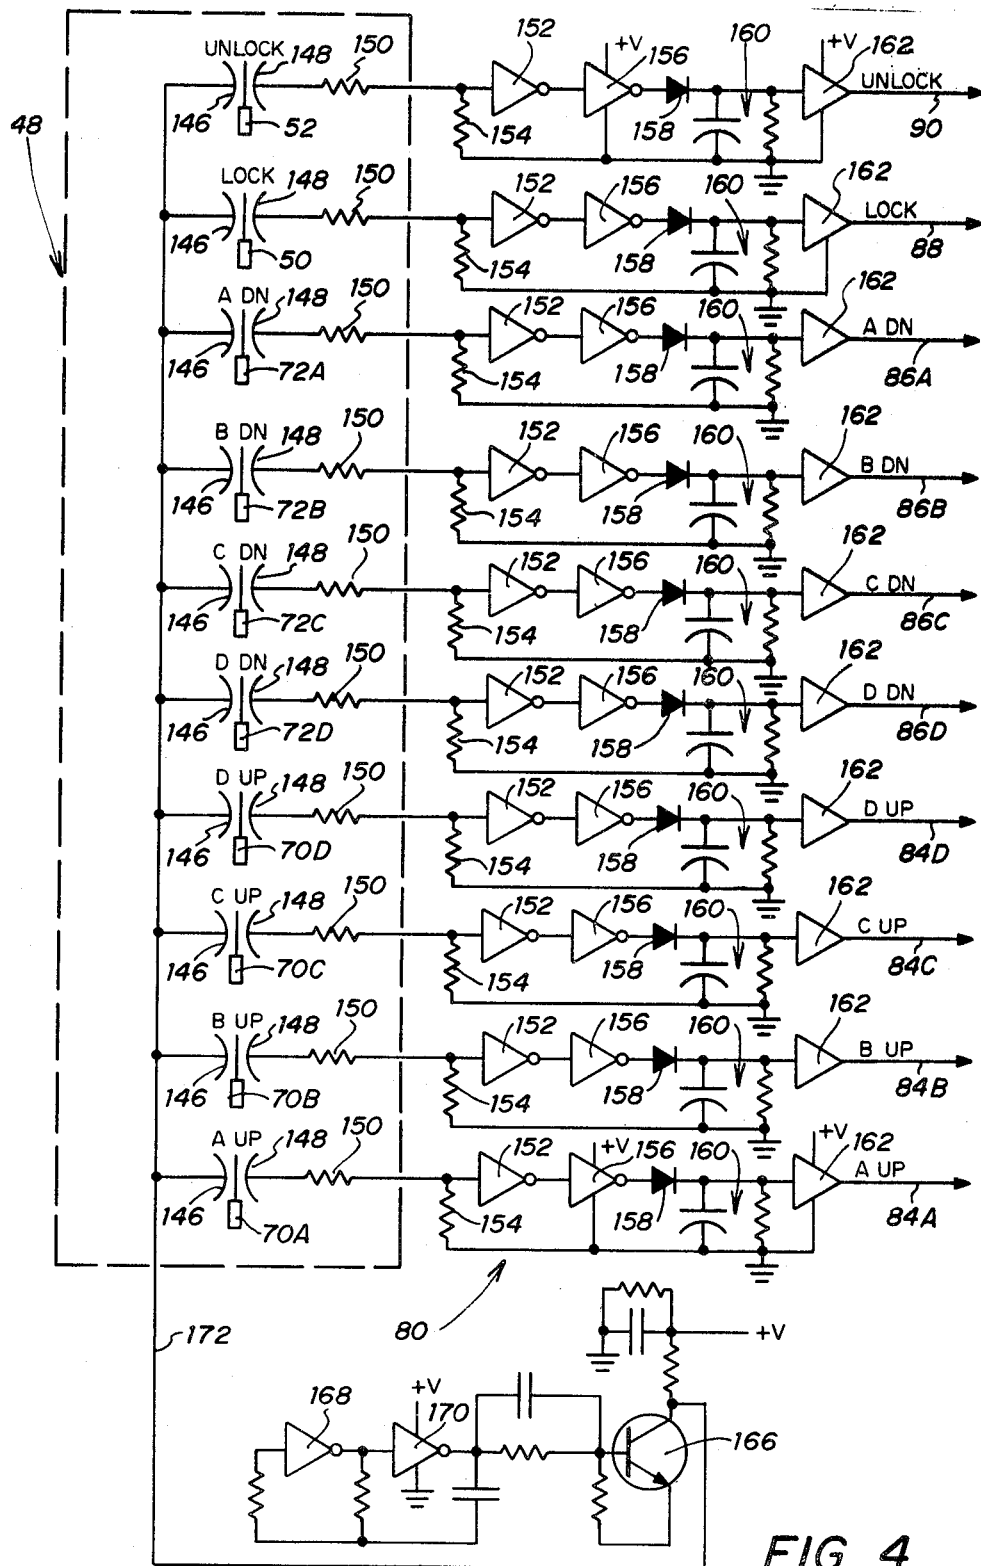 152 +V 160 +V 162
UNLOCK 148 150 156 UNLOCK
48 146 52 154 158 90
LOCK 148 150 152 156 160 162 LOCK
146 50 154 158 88
A DN 148 150 152 156 160 162 A DN
146 72A 154 158 86A
B DN 148 150 152 156 160 162 B DN
146 72B 154 158 86B
C DN 148 150 152 156 160 162 C DN
146 72C 154 158 86C
D DN 148 150 152 156 160 162 D DN
146 72D 154 158 86D
D UP 148 150 152 156 160 162 D UP
146 70D 154 158 84D
C UP 148 150 152 156 160 162 C UP
146 70C 154 158 84C
B UP 148 150 152 156 160 162 B UP
146 70B 154 158 84B
A UP 148 150 152 +V 156 160 +V 162 A UP
146 70A 154 158 84A
172 80 +V
168 +V 170 166
FIG 4